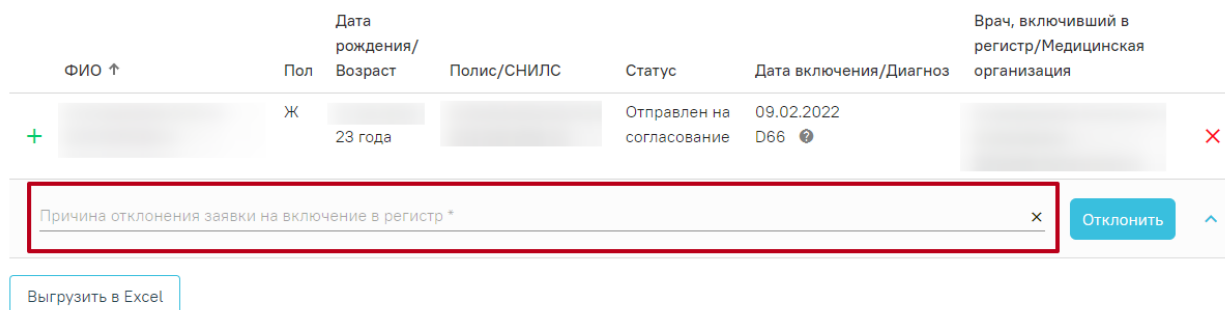 Дата
рождения/
Возраст
Врач, включивший в
регистр/Медицинская
организация
ФИО ↑
Пол
Полис/СНИЛС
Статус
Дата включения/Диагноз
Ж
23 года
Отправлен на
согласование
09.02.2022
D66
Причина отклонения заявки на включение в регистр *
Отклонить
Выгрузить в Excel